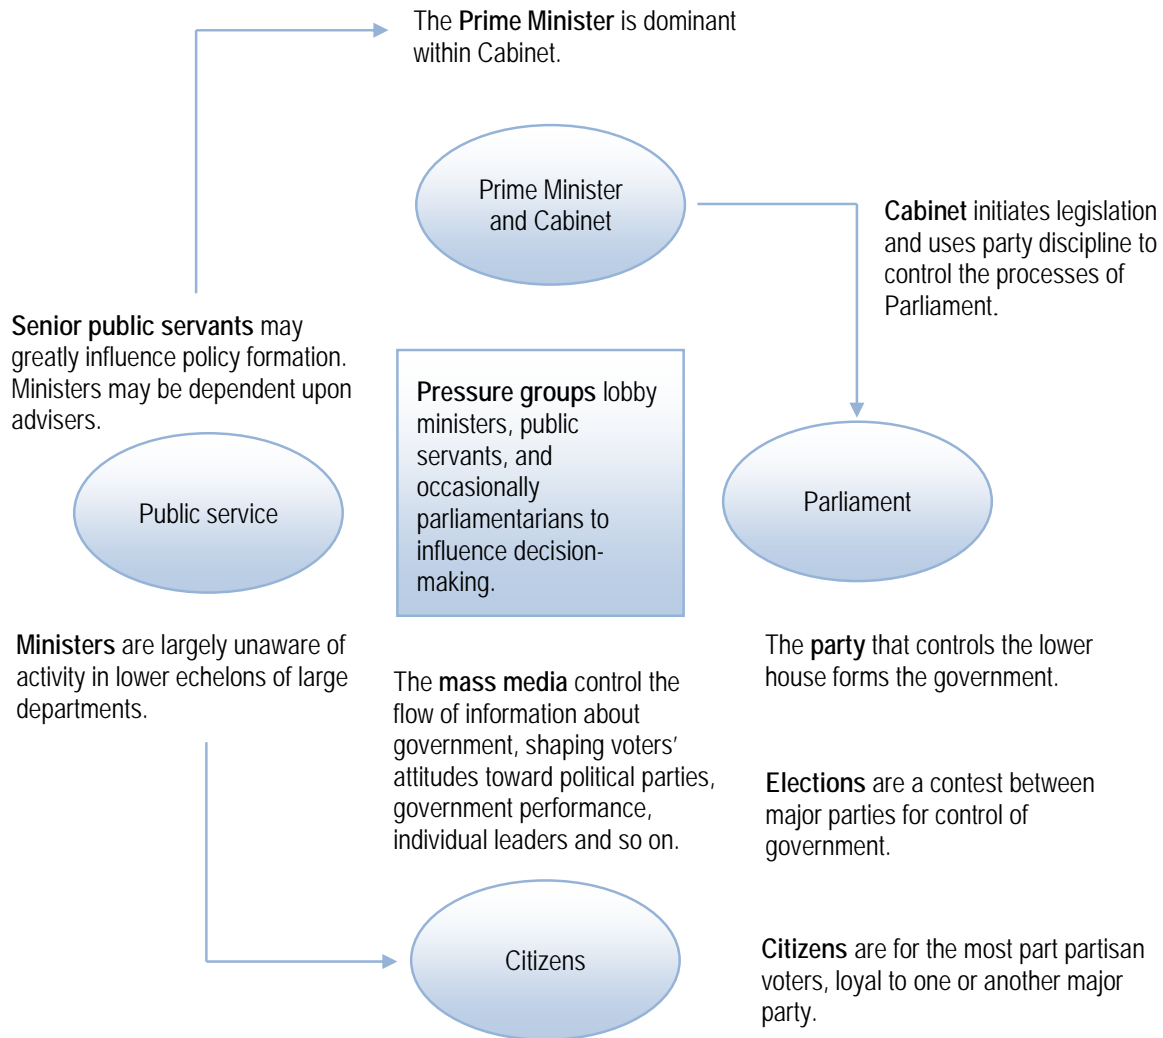 The Prime Minister is dominant
within Cabinet.
Prime Minister
and Cabinet
Cabinet initiates legislation
and uses party discipline to
control the processes of
Parliament.
Senior public servants may
greatly influence policy formation.
Ministers may be dependent upon
advisers.
Pressure groups lobby
ministers, public
servants, and
occasionally
parliamentarians to
influence decision-
making.
Public service
Parliament
Ministers are largely unaware of
activity in lower echelons of large
departments.
The mass media control the
flow of information about
government, shaping voters’
attitudes toward political parties,
government performance,
individual leaders and so on.
The party that controls the lower
house forms the government.
Elections are a contest between
major parties for control of
government.
Citizens
Citizens are for the most part partisan
voters, loyal to one or another major
party.